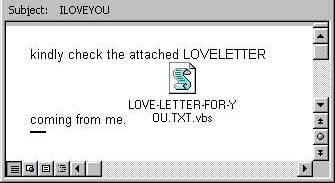 Subject: ILOVEYOU
kindly check the attached LOVELETTER
LOVE-LETTER-FOR-Y
OU.TXT.vbs
coming from me.